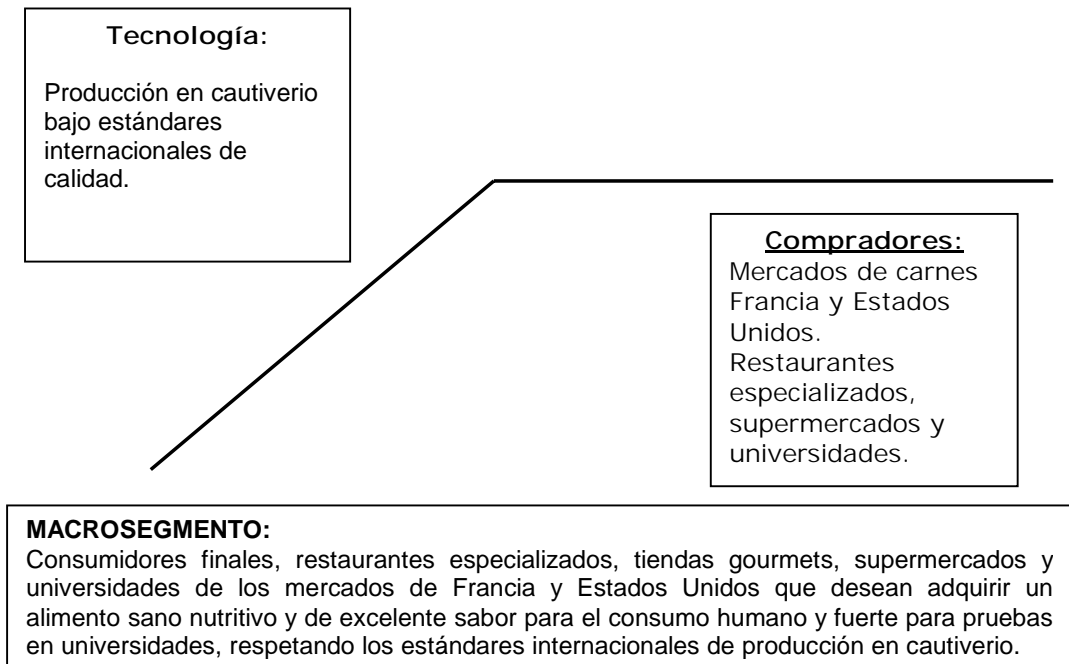 Tecnología:
Producción en cautiverio
bajo estándares
internacionales de
calidad.
Compradores:
Mercados de carnes
Francia y Estados
Unidos.
Restaurantes
especializados,
supermercados y
universidades.
MACROSEGMENTO:
Consumidores finales, restaurantes especializados, tiendas gourmets, supermercados y
universidades de los mercados de Francia y Estados Unidos que desean adquirir un
alimento sano nutritivo y de excelente sabor para el consumo humano y fuerte para pruebas
en universidades, respetando los estándares internacionales de producción en cautiverio.